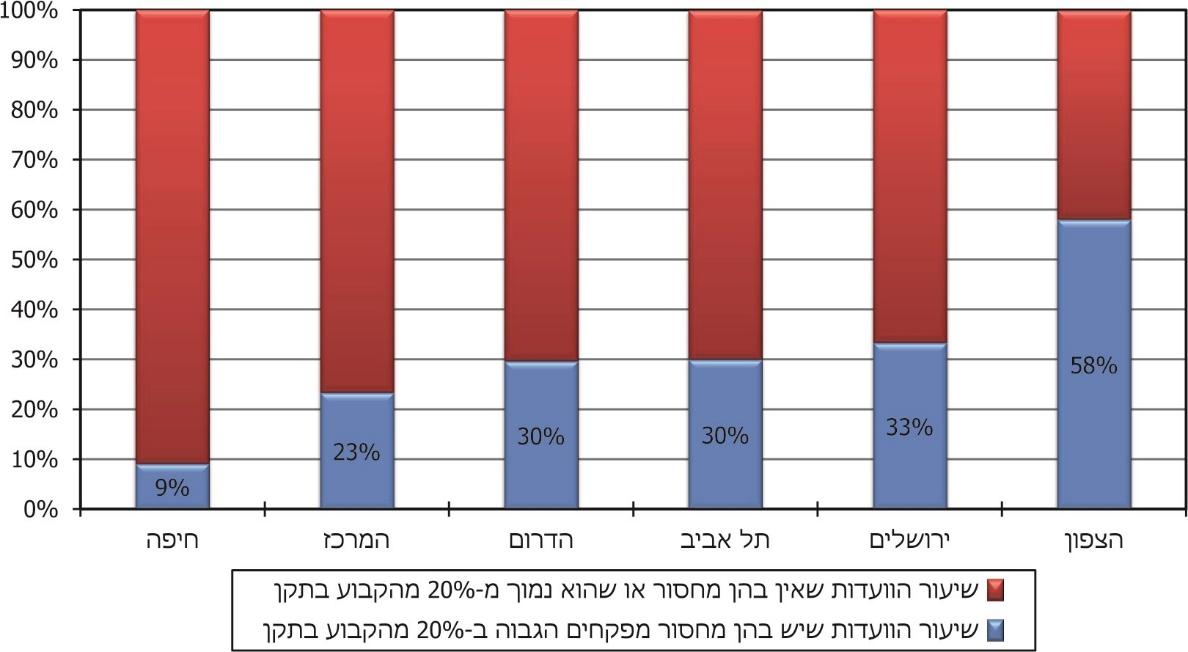 100%
90%
80%
70%
60%
50%
40%
30%
20%
10%
0%
9%
23%
30%
30%
33%
58%
חיפה
המרכז
הדרום
תל אביב
ירושלים
הצפון
שיעור הוועדות שאין בהן מחסור או שהוא נמוך מ-20% מהקבוע בתקן
שיעור הוועדות שיש בהן מחסור מפקחים הגבוה ב-20% מהקבוע בתקן